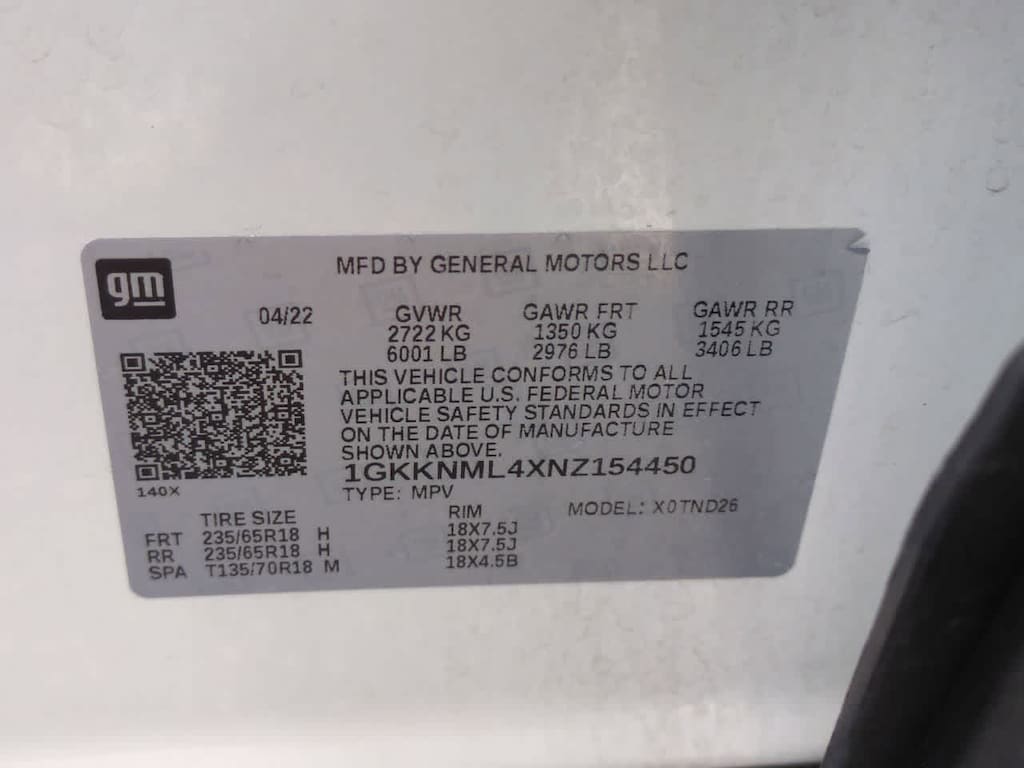 gm
MFD BY GENERAL MOTORS LLC
04/22 GVWR GAWR FRT GAWR RR
2722 KG 1350 KG 1545 KG
6001 LB 2976 LB 3406 LB
THIS VEHICLE CONFORMS TO ALL
APPLICABLE U.S. FEDERAL MOTOR
VEHICLE SAFETY STANDARDS IN EFFECT
ON THE DATE OF MANUFACTURE
SHOWN ABOVE.
1GKKNML4XNZ154450
140X
TYPE: MPV
MODEL: X0TND26
TIRE SIZE RIM
FRT 235/65R18 H 18X7.5J
RR 235/65R18 H 18X7.5J
SPA T135/70R18 M 18X4.5B